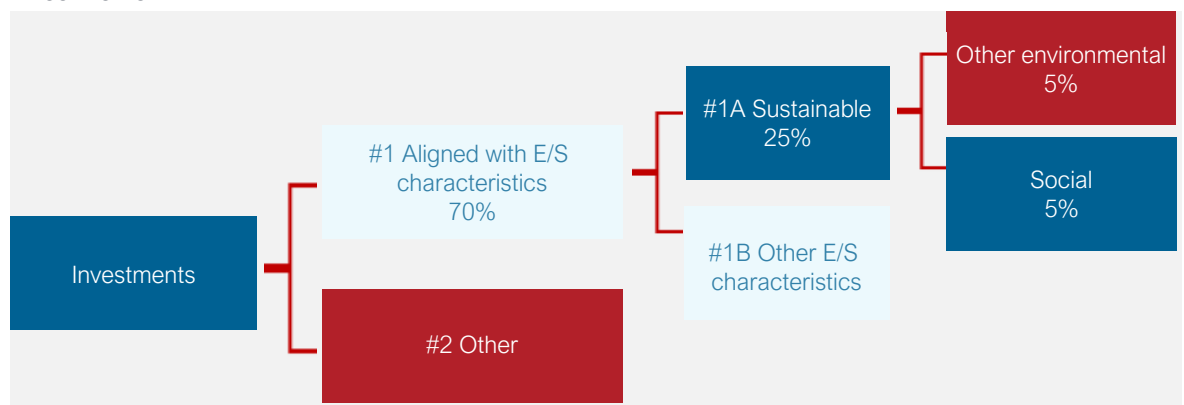 Investments
#1 Aligned with E/S
characteristics
70%
#2 Other
#1A Sustainable
25%
#1B Other E/S
characteristics
Other environmental
5%
Social
5%